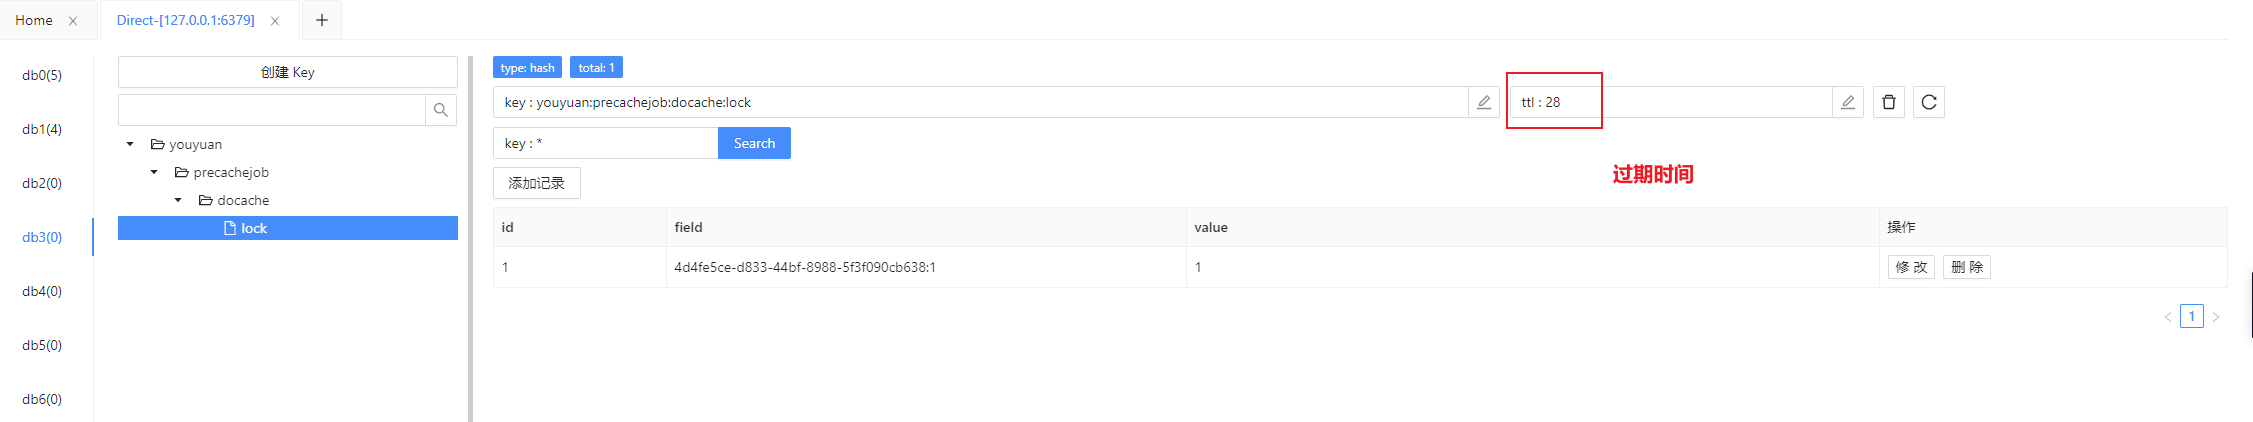 Home
Direct-[127.0.0.1:6379]
db0(5)
db1(4)
db2(0)
db3(0)
db4(0)
db5(0)
db6(0)
创建 Key
youyuan
precachejob
docache
lock
type: hash
total: 1
key : youyuan:precachejob:docache:lock
ttl : 28
key : *
Search
过期时间
添加记录
id field value 操作
1 4d4fe5ce-d833-44bf-8988-5f3f090cb638:1 1 修 改 删 除
1